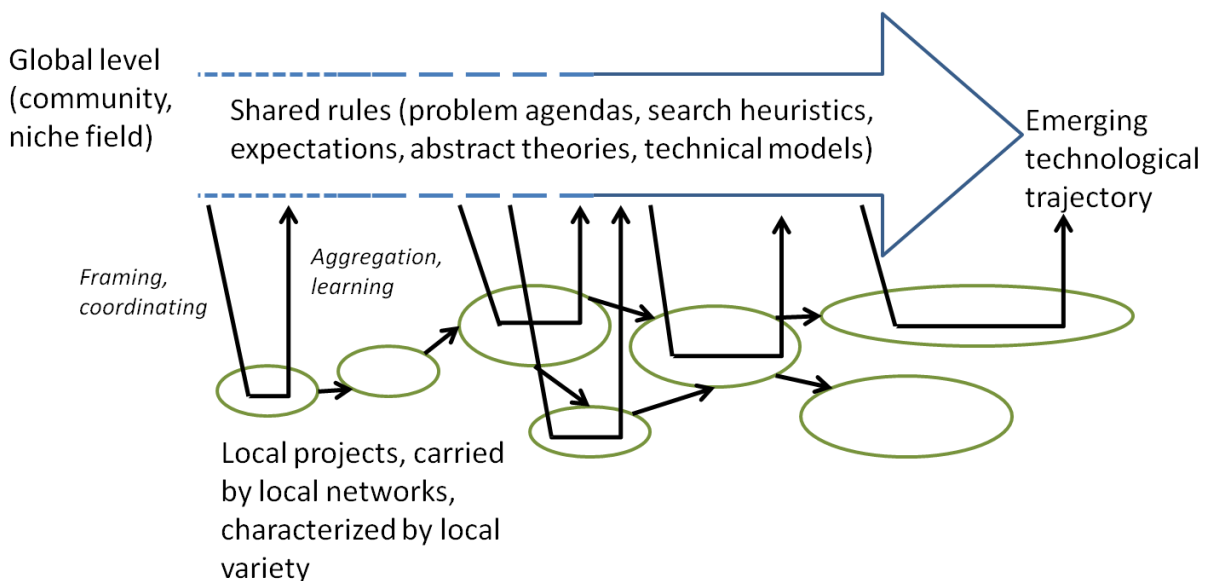 Global level
(community,
niche field)
Shared rules (problem agendas, search heuristics,
expectations, abstract theories, technical models)
Emerging
technological
trajectory
Framing,
coordinating
Aggregation,
learning
Local projects, carried
by local networks,
characterized by local
variety